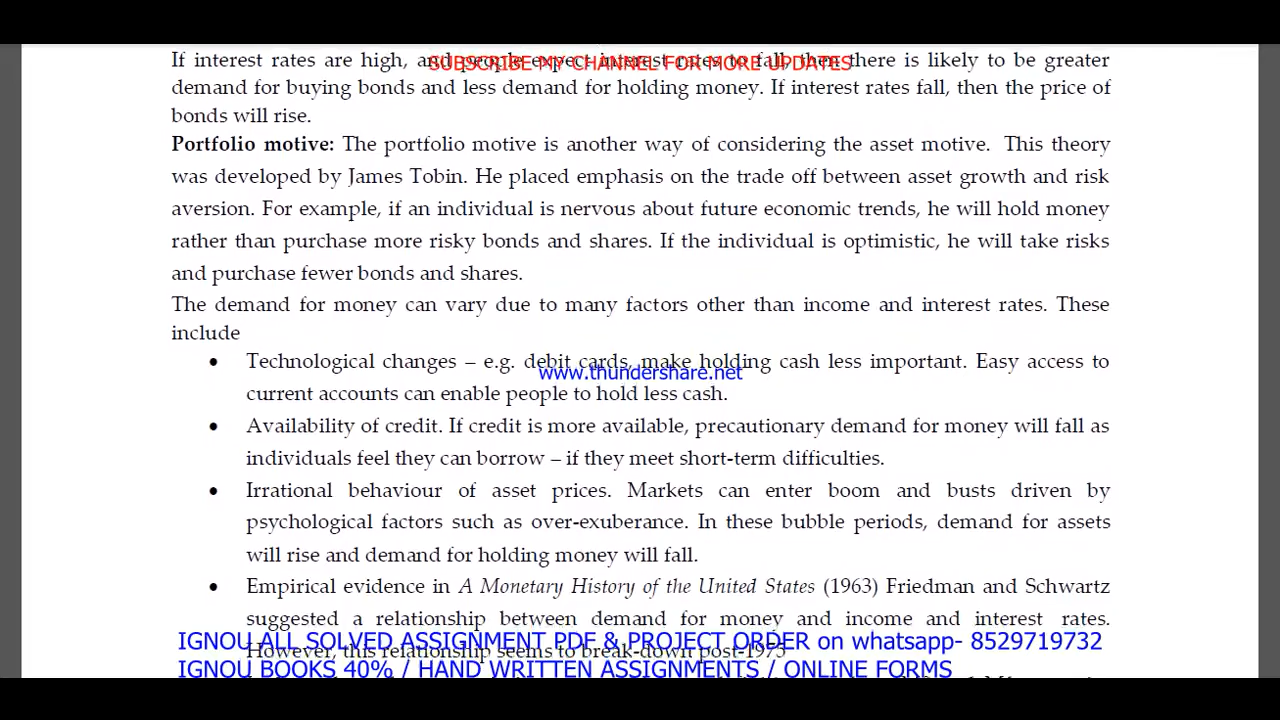 SUBSCRIBE MY CHANNEL FOR MORE UPDATES
If interest rates are high, and people expect interest rates to fall, then there is likely to be greater
demand for buying bonds and less demand for holding money. If interest rates fall, then the price of
bonds will rise.
Portfolio motive: The portfolio motive is another way of considering the asset motive. This theory
was developed by James Tobin. He placed emphasis on the trade off between asset growth and risk
aversion. For example, if an individual is nervous about future economic trends, he will hold money
rather than purchase more risky bonds and shares. If the individual is optimistic, he will take risks
and purchase fewer bonds and shares.
The demand for money can vary due to many factors other than income and interest rates. These
include
• Technological changes – e.g. debit cards, make holding cash less important. Easy access to
www.thundershare.net
current accounts can enable people to hold less cash.
• Availability of credit. If credit is more available, precautionary demand for money will fall as
individuals feel they can borrow – if they meet short-term difficulties.
• Irrational behaviour of asset prices. Markets can enter boom and busts driven by
psychological factors such as over-exuberance. In these bubble periods, demand for assets
will rise and demand for holding money will fall.
• Empirical evidence in A Monetary History of the United States (1963) Friedman and Schwartz
suggested a relationship between demand for money and income and interest rates.
IGNOU ALL SOLVED ASSIGNMENT PDF & PROJECT ORDER on whatsapp- 8529719732
However, this relationship seems to break-down post-1975
IGNOU BOOKS 40% / HAND WRITTEN ASSIGNMENTS / ONLINE FORMS